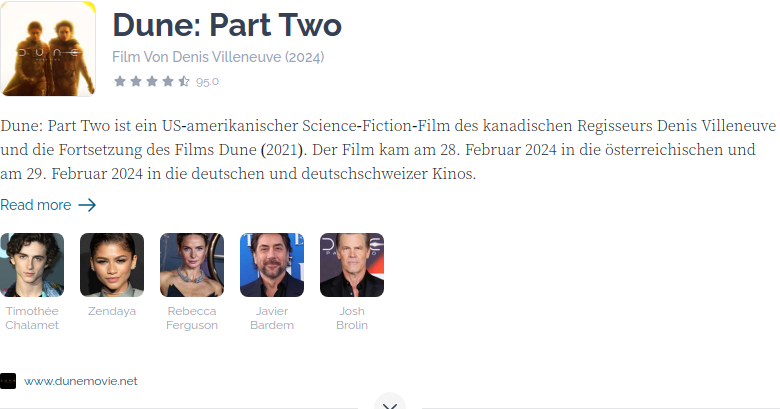 DUNE
Dune: Part Two
Film Von Denis Villeneuve (2024)
95.0
Dune: Part Two ist ein US-amerikanischer Science-Fiction-Film des kanadischen Regisseurs Denis Villeneuve
und die Fortsetzung des Films Dune (2021). Der Film kam am 28. Februar 2024 in die österreichischen und
am 29. Februar 2024 in die deutschen und deutschschweizer Kinos.
Read more
Timothée
Chalamet
Zendaya
Rebecca
Ferguson
Javier
Bardem
Josh
Brolin
www.dunemovie.net